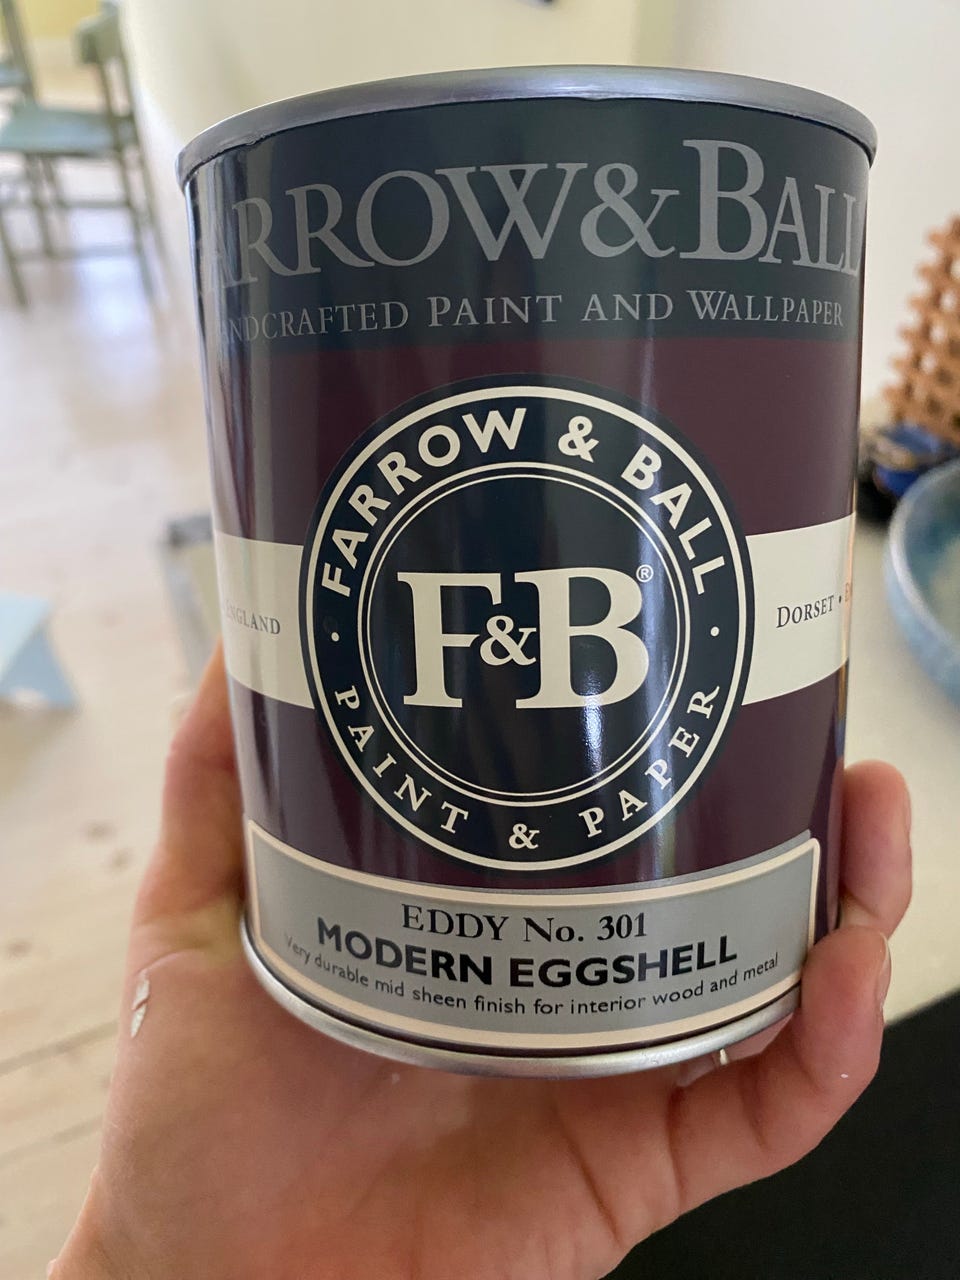 ARROW & BALL
NDCRAFTED PAINT AND WALLPAPER
FARROW & BALL
F&B®
ENGLAND
DORSET •
• PAINT & PAPER •
EDDY No. 301
MODERN EGGSHELL
Very durable mid sheen finish for interior wood and metal